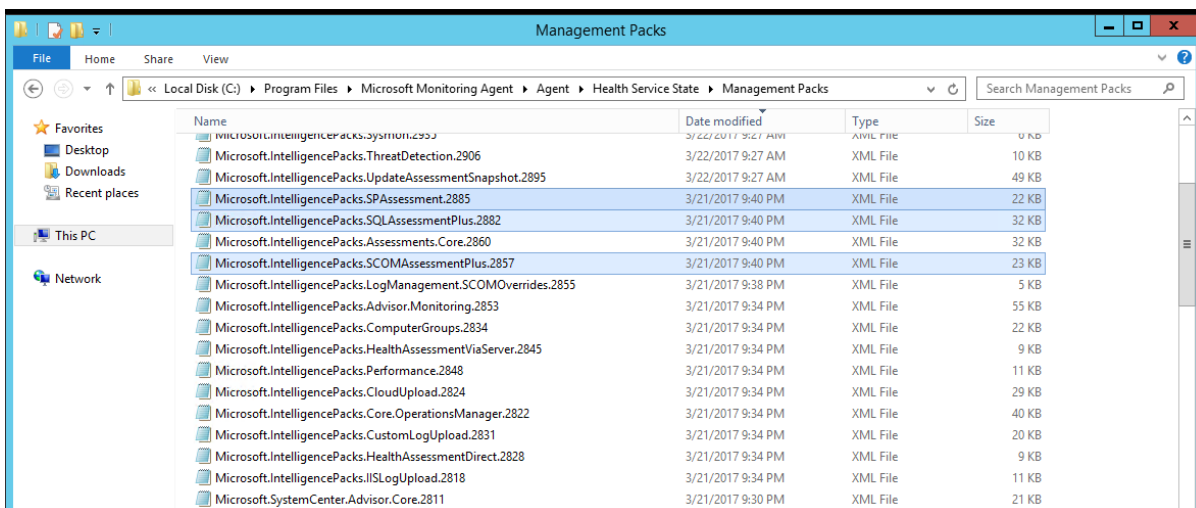 Management Packs
File Home Share View
« Local Disk (C:) ▸ Program Files ▸ Microsoft Monitoring Agent ▸ Agent ▸ Health Service State ▸ Management Packs Search Management Packs
Favorites
Desktop
Downloads
Recent places
This PC
Network
Name Date modified Type Size
Microsoft.IntelligencePacks.Sysmon.2935 3/22/2017 9:27 AM XML File 6 KB
Microsoft.IntelligencePacks.ThreatDetection.2906 3/22/2017 9:27 AM XML File 10 KB
Microsoft.IntelligencePacks.UpdateAssessmentSnapshot.2895 3/22/2017 9:27 AM XML File 49 KB
Microsoft.IntelligencePacks.SPAssessment.2885 3/21/2017 9:40 PM XML File 22 KB
Microsoft.IntelligencePacks.SQLAssessmentPlus.2882 3/21/2017 9:40 PM XML File 32 KB
Microsoft.IntelligencePacks.Assessments.Core.2860 3/21/2017 9:40 PM XML File 32 KB
Microsoft.IntelligencePacks.SCOMAssessmentPlus.2857 3/21/2017 9:40 PM XML File 23 KB
Microsoft.IntelligencePacks.LogManagement.SCOMOverrides.2855 3/21/2017 9:38 PM XML File 5 KB
Microsoft.IntelligencePacks.Advisor.Monitoring.2853 3/21/2017 9:34 PM XML File 55 KB
Microsoft.IntelligencePacks.ComputerGroups.2834 3/21/2017 9:34 PM XML File 22 KB
Microsoft.IntelligencePacks.HealthAssessmentViaServer.2845 3/21/2017 9:34 PM XML File 9 KB
Microsoft.IntelligencePacks.Performance.2848 3/21/2017 9:34 PM XML File 11 KB
Microsoft.IntelligencePacks.CloudUpload.2824 3/21/2017 9:34 PM XML File 29 KB
Microsoft.IntelligencePacks.Core.OperationsManager.2822 3/21/2017 9:34 PM XML File 40 KB
Microsoft.IntelligencePacks.CustomLogUpload.2831 3/21/2017 9:34 PM XML File 20 KB
Microsoft.IntelligencePacks.HealthAssessmentDirect.2828 3/21/2017 9:34 PM XML File 9 KB
Microsoft.IntelligencePacks.IISLogUpload.2818 3/21/2017 9:34 PM XML File 11 KB
Microsoft.SystemCenter.Advisor.Core.2811 3/21/2017 9:30 PM XML File 21 KB